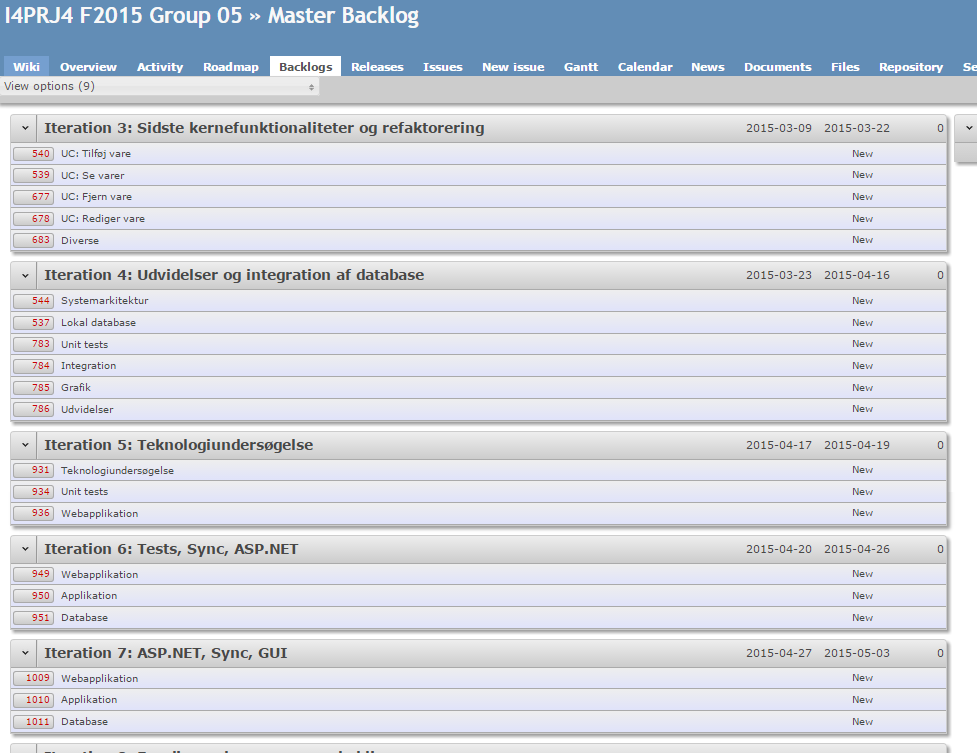 I4PRJ4 F2015 Group 05 » Master Backlog
Wiki Overview Activity Roadmap Backlogs Releases Issues New issue Gantt Calendar News Documents Files Repository Se
View options (9)
Iteration 3: Sidste kernefunktionaliteter og refaktorering 2015-03-09 2015-03-22 0
540 UC: Tilføj vare New
539 UC: Se varer New
677 UC: Fjern vare New
678 UC: Rediger vare New
683 Diverse New
Iteration 4: Udvidelser og integration af database 2015-03-23 2015-04-16 0
544 Systemarkitektur New
537 Lokal database New
783 Unit tests New
784 Integration New
785 Grafik New
786 Udvidelser New
Iteration 5: Teknologiundersøgelse 2015-04-17 2015-04-19 0
931 Teknologiundersøgelse New
934 Unit tests New
936 Webapplikation New
Iteration 6: Tests, Sync, ASP.NET 2015-04-20 2015-04-26 0
949 Webapplikation New
950 Applikation New
951 Database New
Iteration 7: ASP.NET, Sync, GUI 2015-04-27 2015-05-03 0
1009 Webapplikation New
1010 Applikation New
1011 Database New